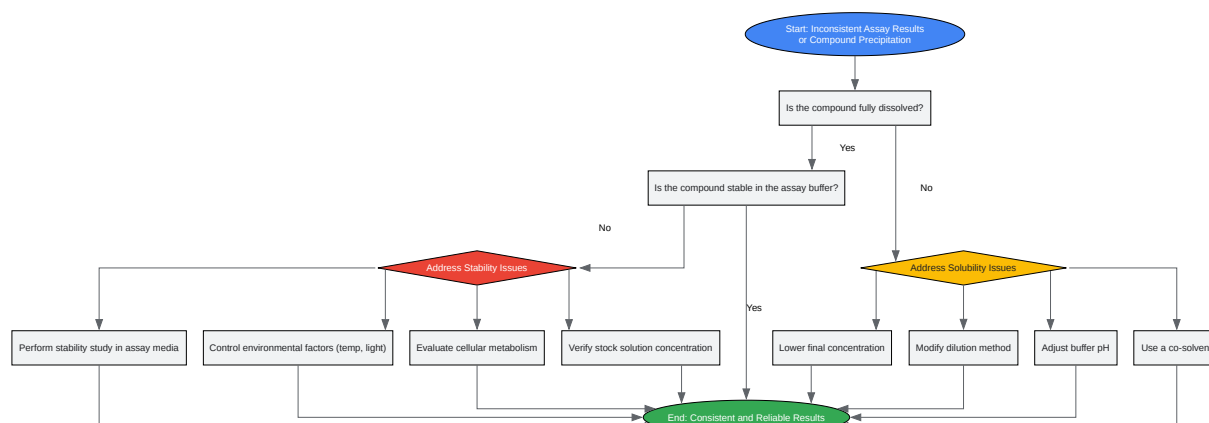 Start: Inconsistent Assay Results
or Compound Precipitation
Is the compound fully dissolved?
Yes
Is the compound stable in the assay buffer?
No
No
Address Stability Issues
Address Solubility Issues
Yes
Perform stability study in assay media
Control environmental factors (temp, light)
Evaluate cellular metabolism
Verify stock solution concentration
Lower final concentration
Modify dilution method
Adjust buffer pH
Use a co-solven
End: Consistent and Reliable Results